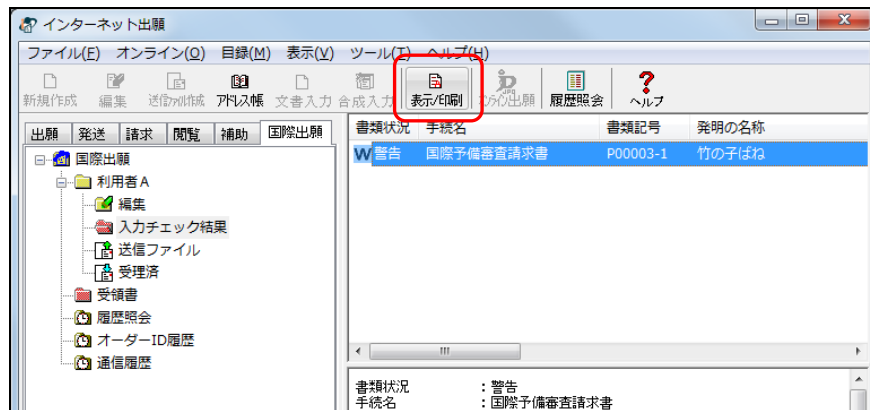 インターネット出願
ファイル(F) オンライン(O) 目録(M) 表示(V) ツール(T) ヘルプ(H)
新規作成 編集 送信ファイル作成 アドレス帳 文書入力 合成入力 表示/印刷 オンライン出願 履歴照会 ヘルプ
出願 発送 請求 閲覧 補助 国際出願
書類状況 手続名 書類記号 発明の名称
W警告 国際予備審査請求書 P00003-1 竹の子ばね
国際出願
利用者A
編集
入力チェック結果
送信ファイル
受理済
受領書
履歴照会
オーダーID履歴
通信履歴
書類状況 :警告
手続名 :国際予備審査請求書